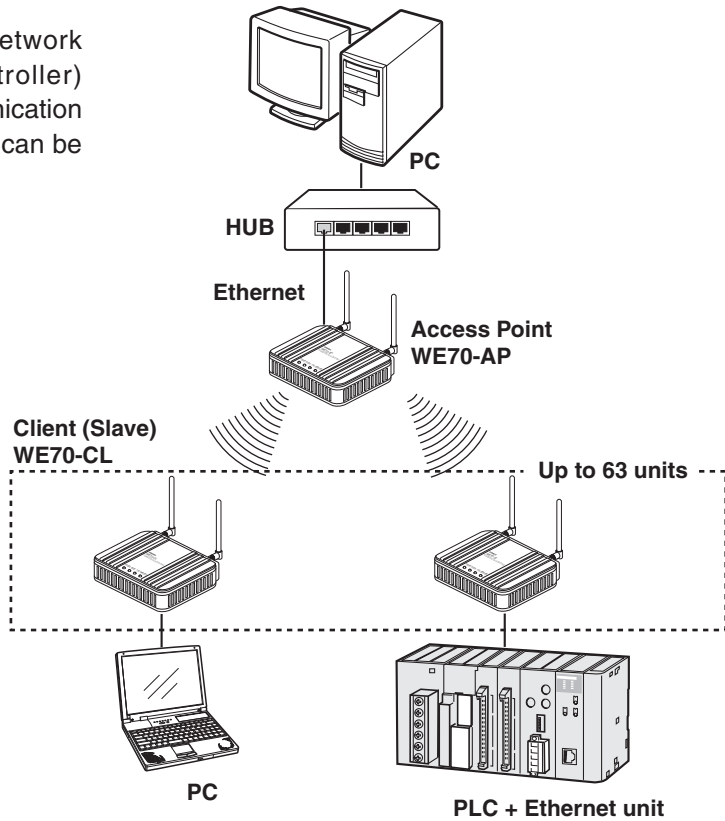 etwork
troller)
nication
can be
PC
HUB
Ethernet
Access Point
WE70-AP
Client (Slave)
WE70-CL
Up to 63 units
PC
PLC + Ethernet unit